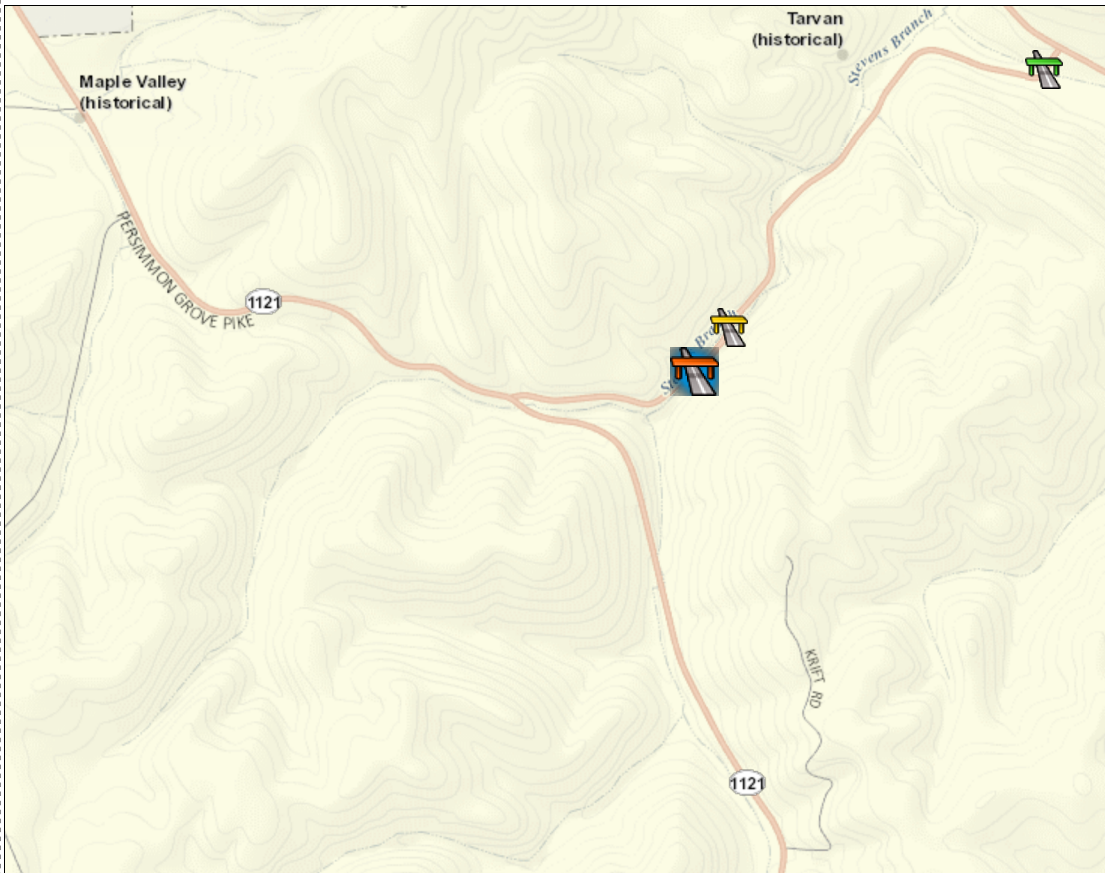 Tarvan
(historical)
Stevens Branch
Maple Valley
(historical)
PERSIMMON GROVE PIKE
1121
KRIFT RD
1121